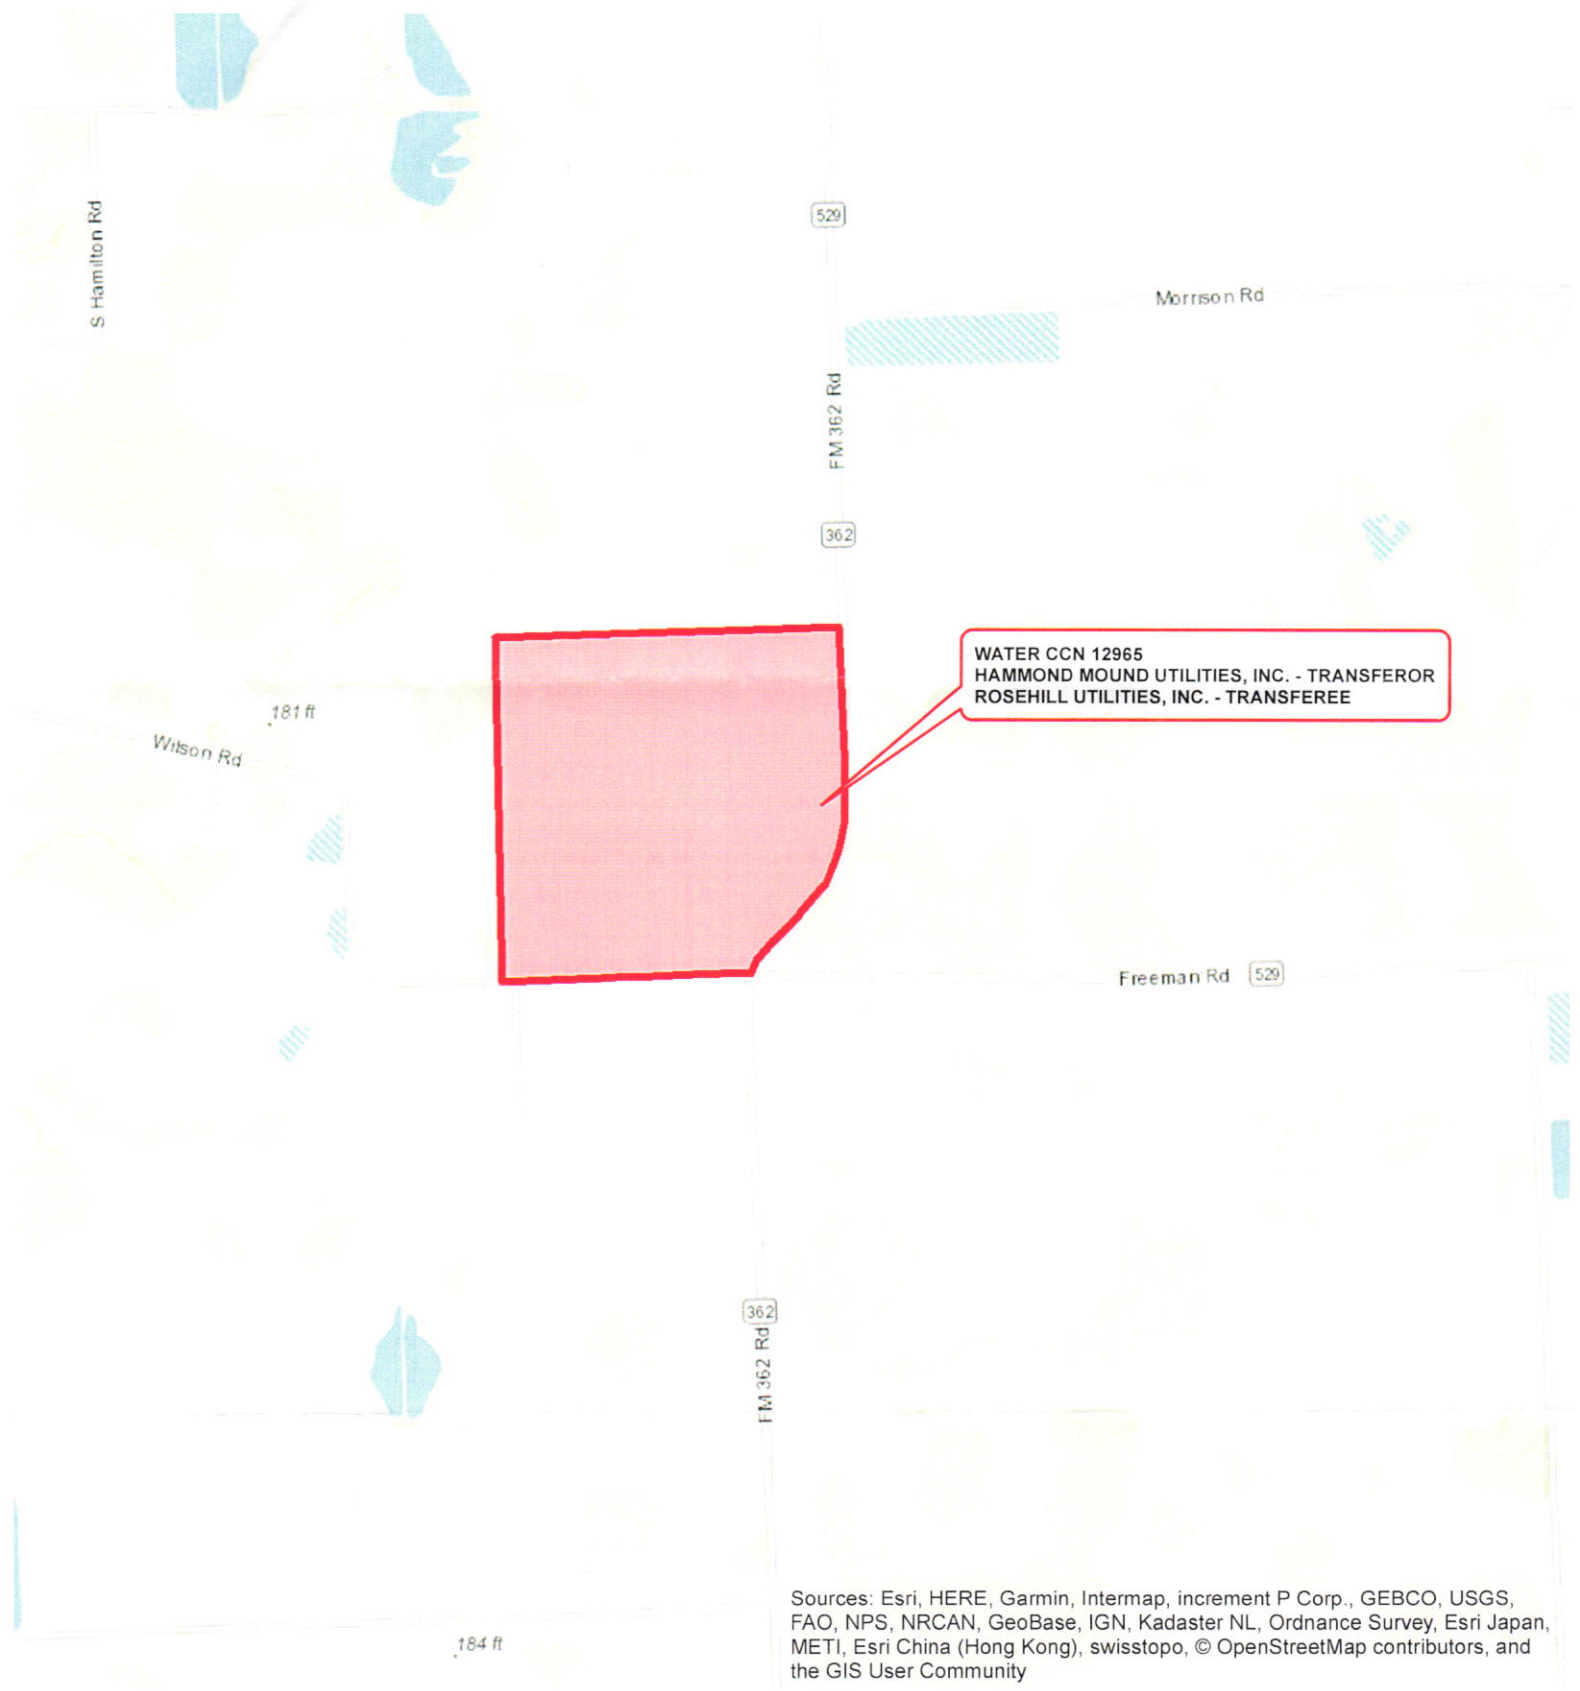 S Hamilton Rd
529
Morrison Rd
FM 362 Rd
362
WATER CCN 12965
HAMMOND MOUND UTILITIES, INC. - TRANSFEROR
ROSEHILL UTILITIES, INC. - TRANSFEREE
181 ft
Wilson Rd
Freeman Rd 529
362
FM 362 Rd
184 ft
Sources: Esri, HERE, Garmin, Intermap, increment P Corp., GEBCO, USGS,
FAO, NPS, NRCAN, GeoBase, IGN, Kadaster NL, Ordnance Survey, Esri Japan,
METI, Esri China (Hong Kong), swisstopo, © OpenStreetMap contributors, and
the GIS User Community